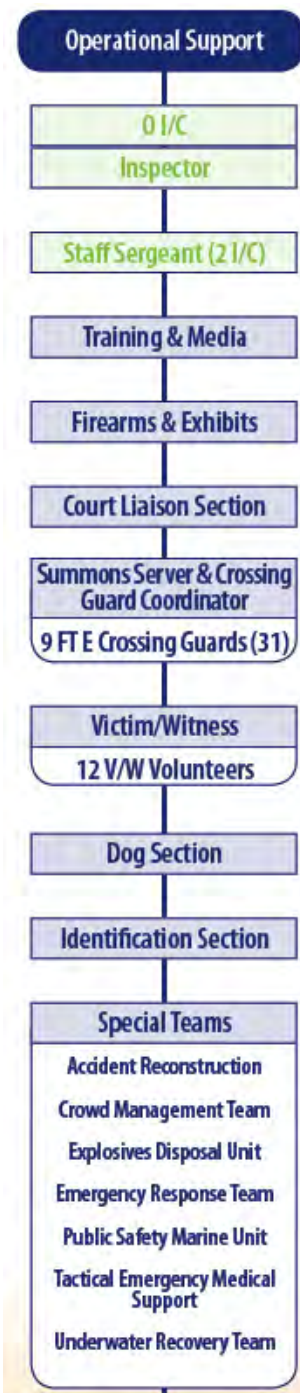 Operational Support
O I/C
Inspector
Staff Sergeant (2 I/C)
Training & Media
Firearms & Exhibits
Court Liaison Section
Summons Server & Crossing
Guard Coordinator
9 FT E Crossing Guards (31)
Victim/Witness
12 V/W Volunteers
Dog Section
Identification Section
Special Teams
Accident Reconstruction
Crowd Management Team
Explosives Disposal Unit
Emergency Response Team
Public Safety Marine Unit
Tactical Emergency Medical
Support
Underwater Recovery Team